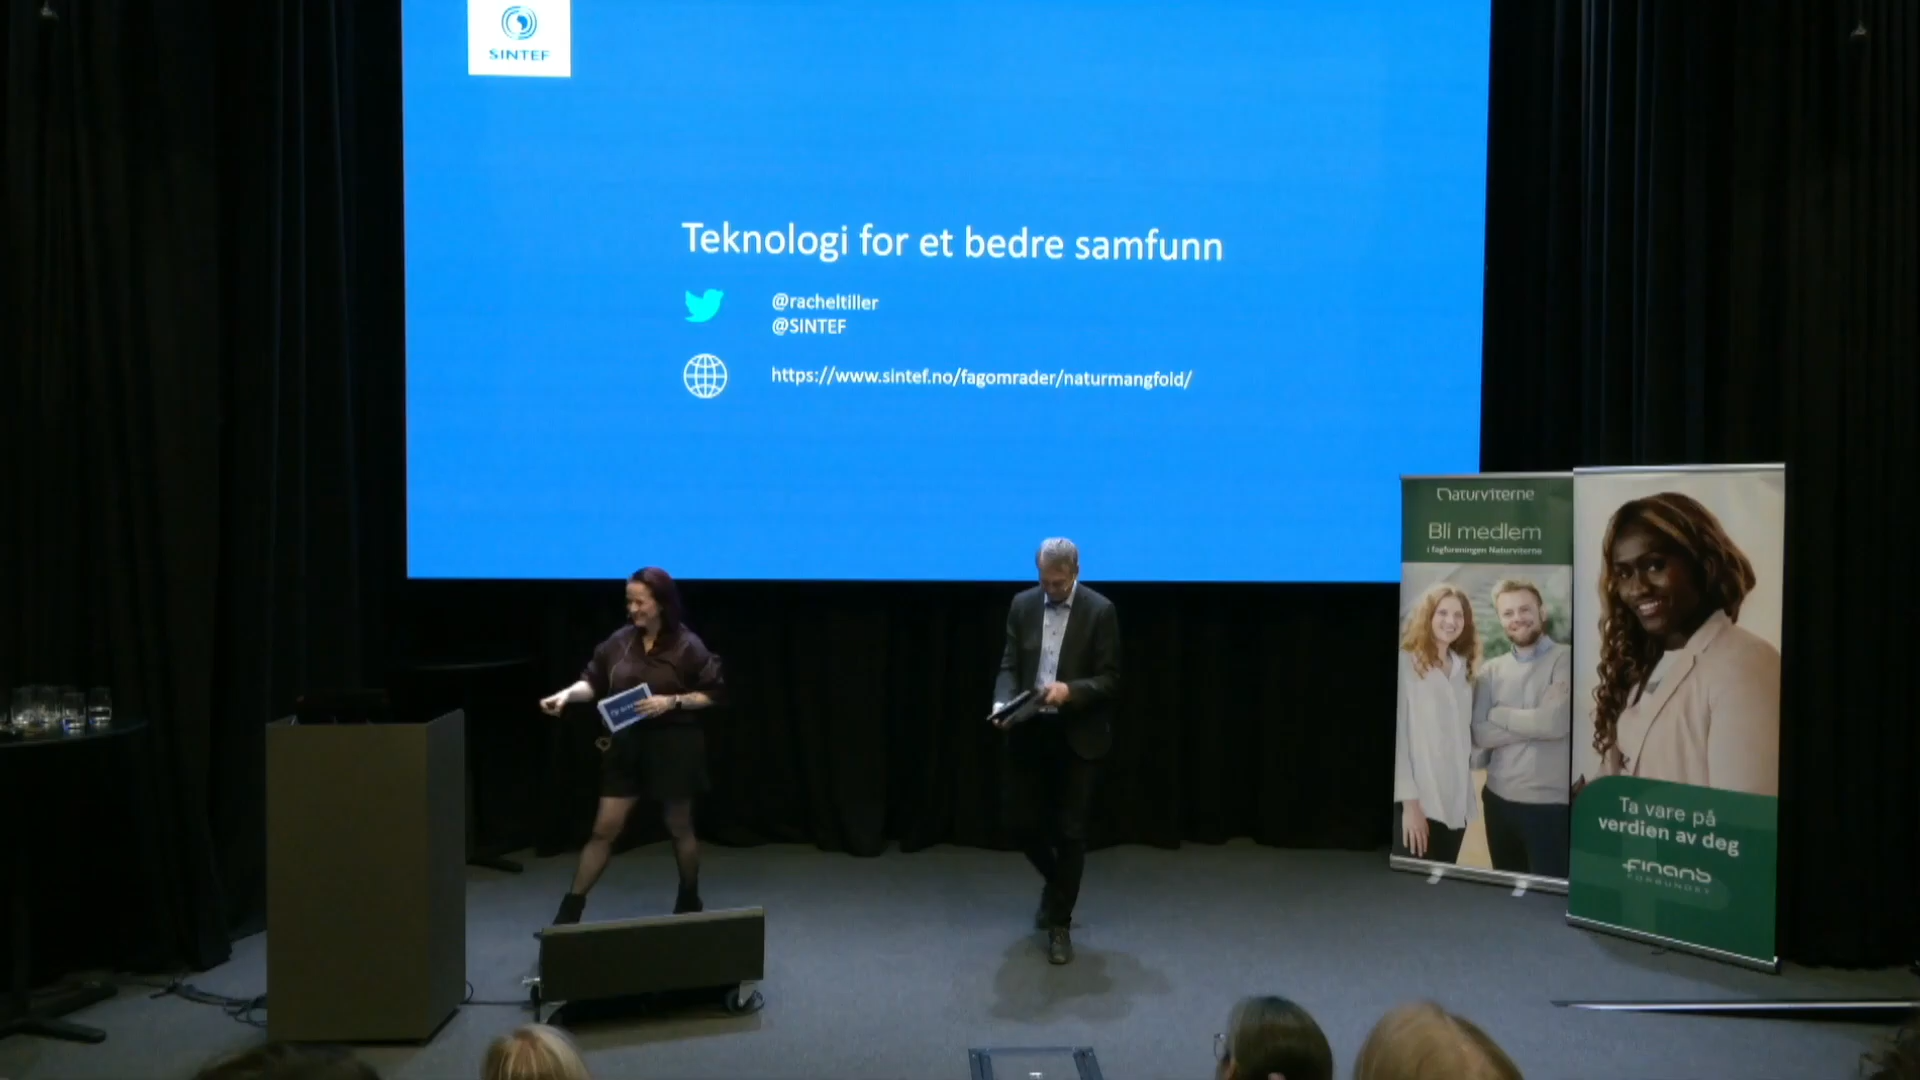 SINTEF
Teknologi for et bedre samfunn
@racheltiller
@SINTEF
https://www.sintef.no/fagomrader/naturmangfold/
Naturviterne
Bli medlem
i fagforeningen Naturviterne
Ta vare på
verdien av deg
Finans
FORBUNDET